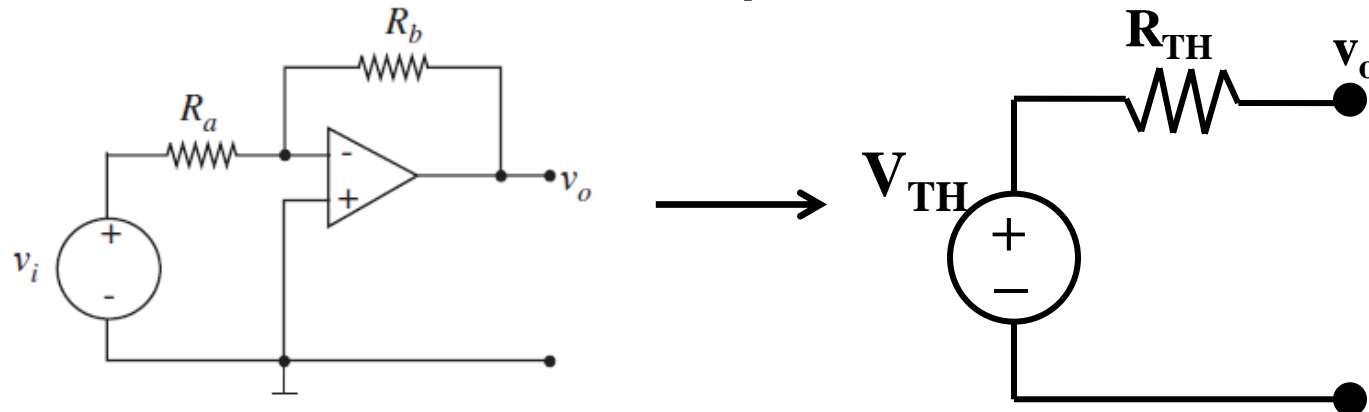 R_b
R_a
-
+
v_o
+
v_i
-
R_TH
v_o
V_TH
+
−